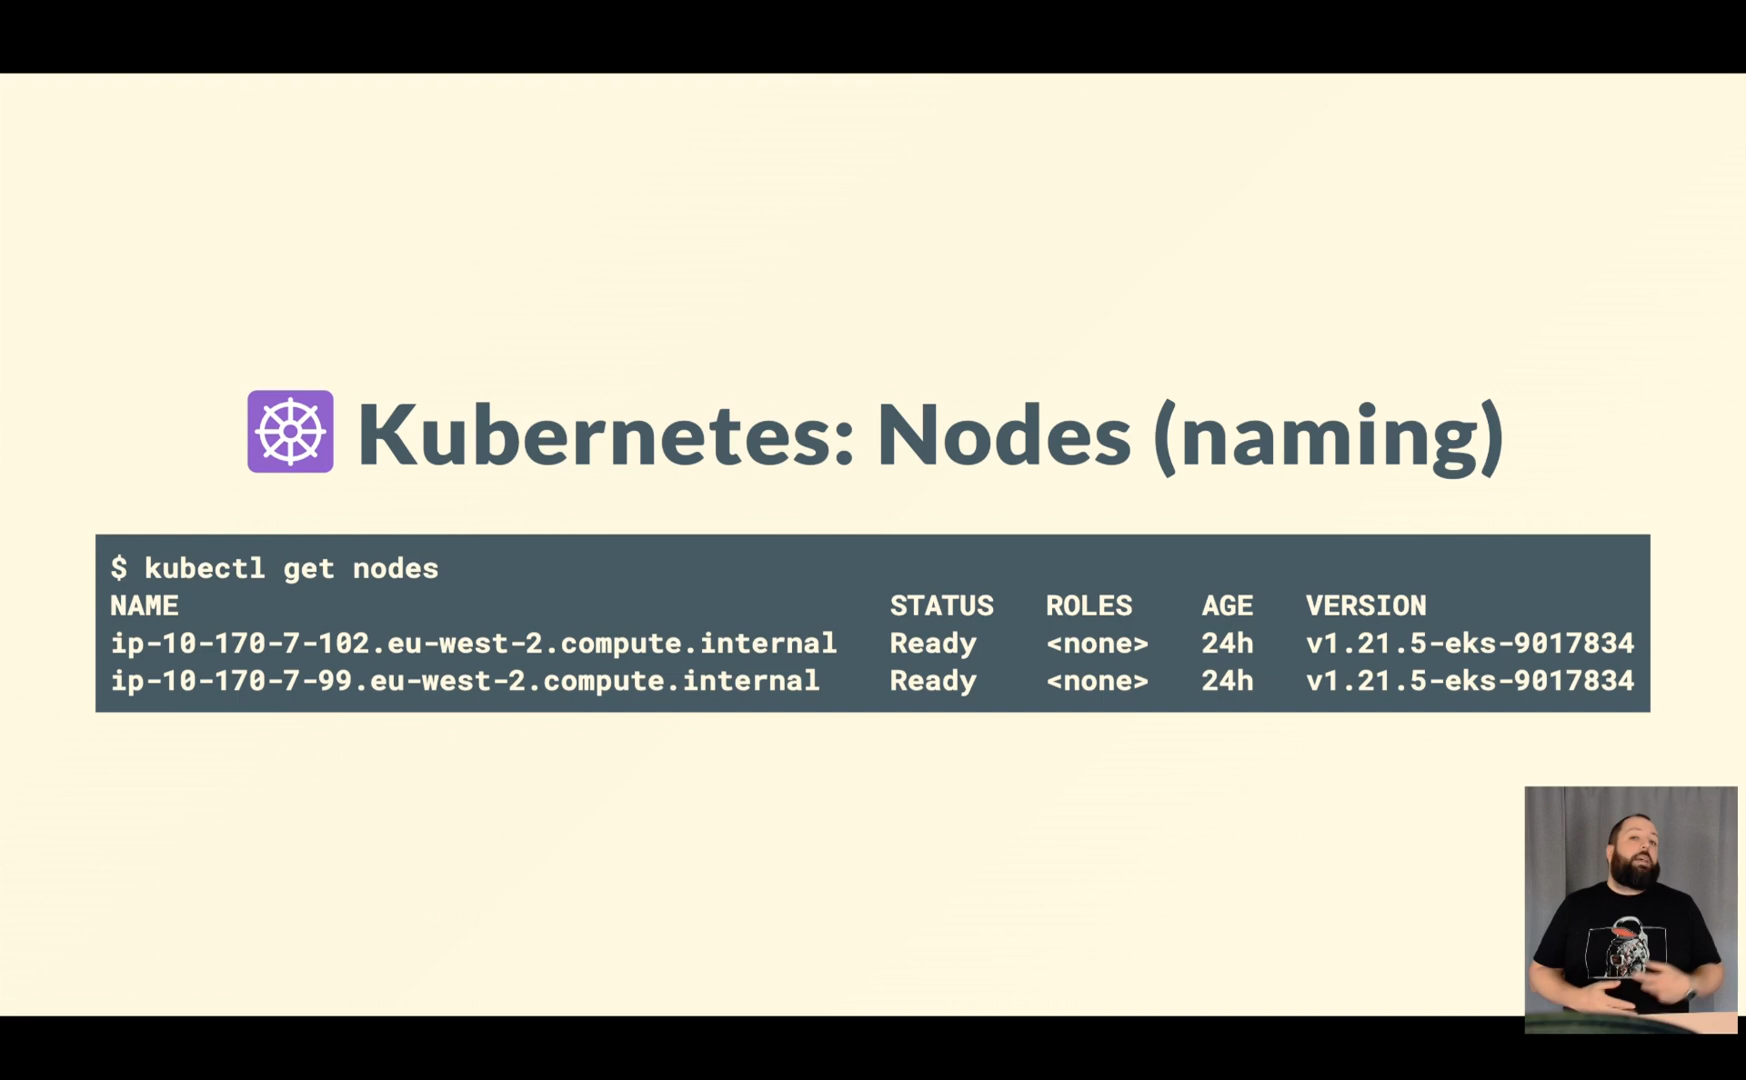 Kubernetes: Nodes (naming)
$ kubectl get nodes
NAME STATUS ROLES AGE VERSION
ip-10-170-7-102.eu-west-2.compute.internal Ready <none> 24h v1.21.5-eks-9017834
ip-10-170-7-99.eu-west-2.compute.internal Ready <none> 24h v1.21.5-eks-9017834